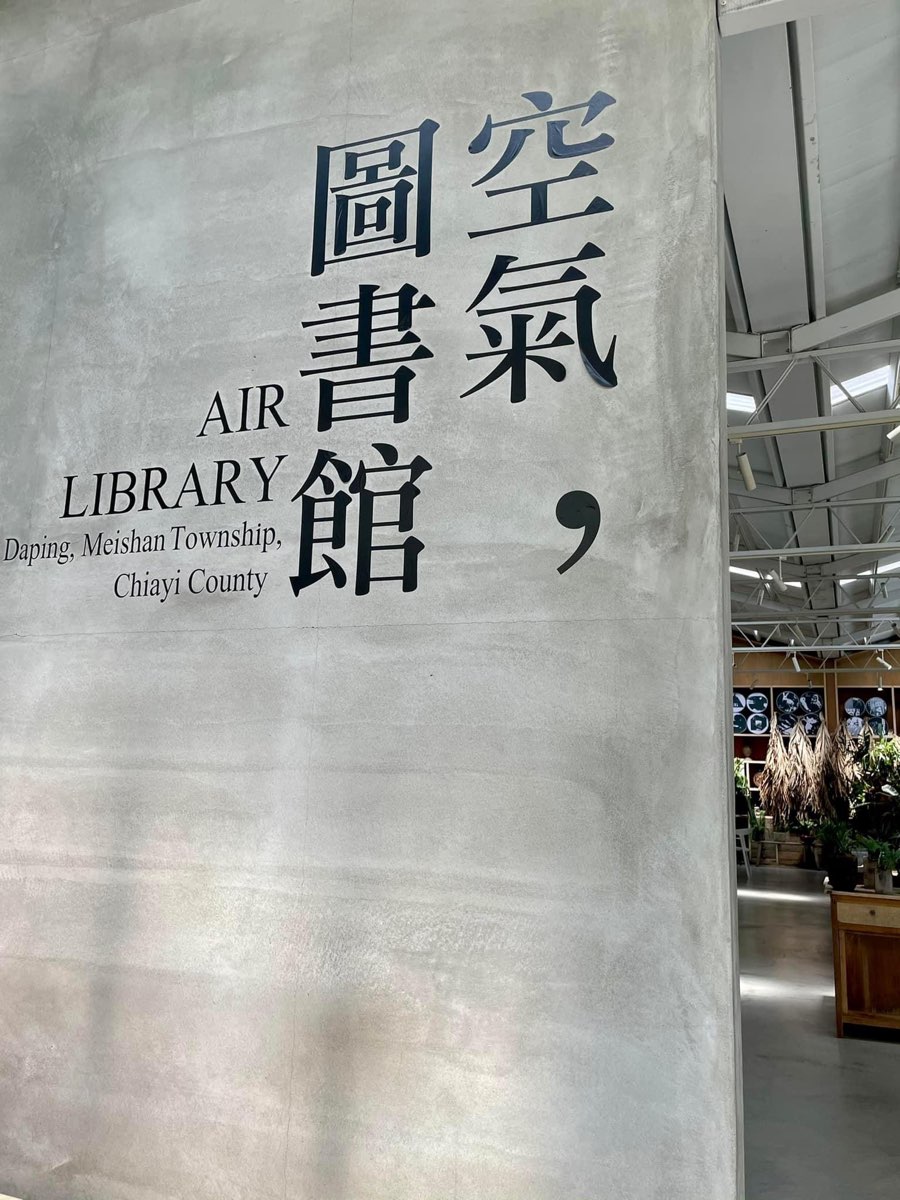 空氣，
圖書館
AIR
LIBRARY
Daping, Meishan Township,
Chiayi County